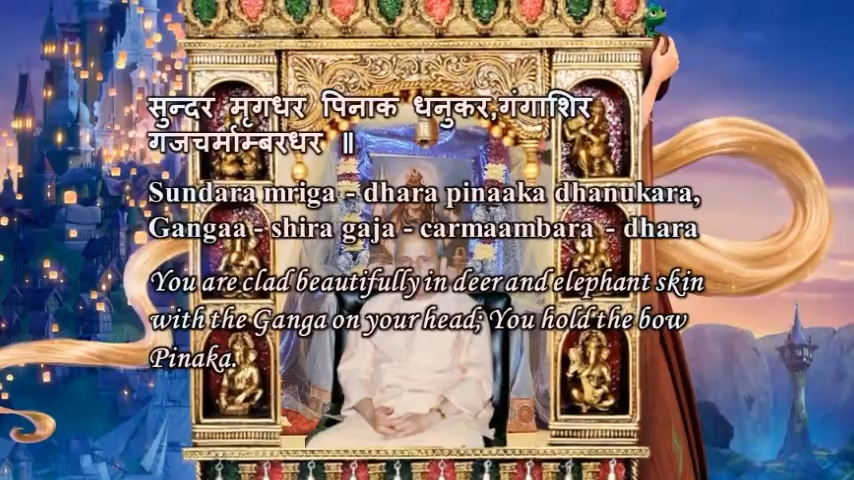 सुन्दर मृगधर पिनाक धनुकर,गंगाशिर
गजचर्माम्बरधर ॥
Sundara mriga - dhara pinaaka dhanukara,
Gangaa - shira gaja - carmaambara - dhara
You are clad beautifully in deer and elephant skin
with the Ganga on your head; You hold the bow
Pinaka.